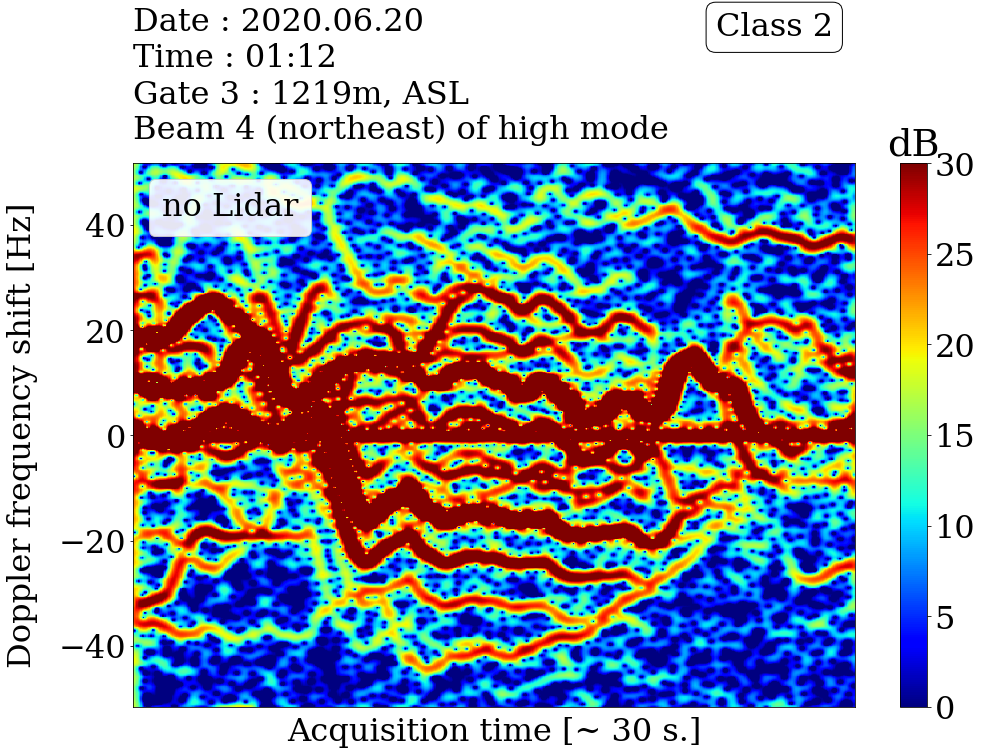 Date : 2020.06.20
Class 2
Time : 01:12
Gate 3 : 1219m, ASL
Beam 4 (northeast) of high mode
dB
no Lidar
Doppler frequency shift [Hz]
40
20
0
−20
−40
30
25
20
15
10
5
0
Acquisition time [~ 30 s.]